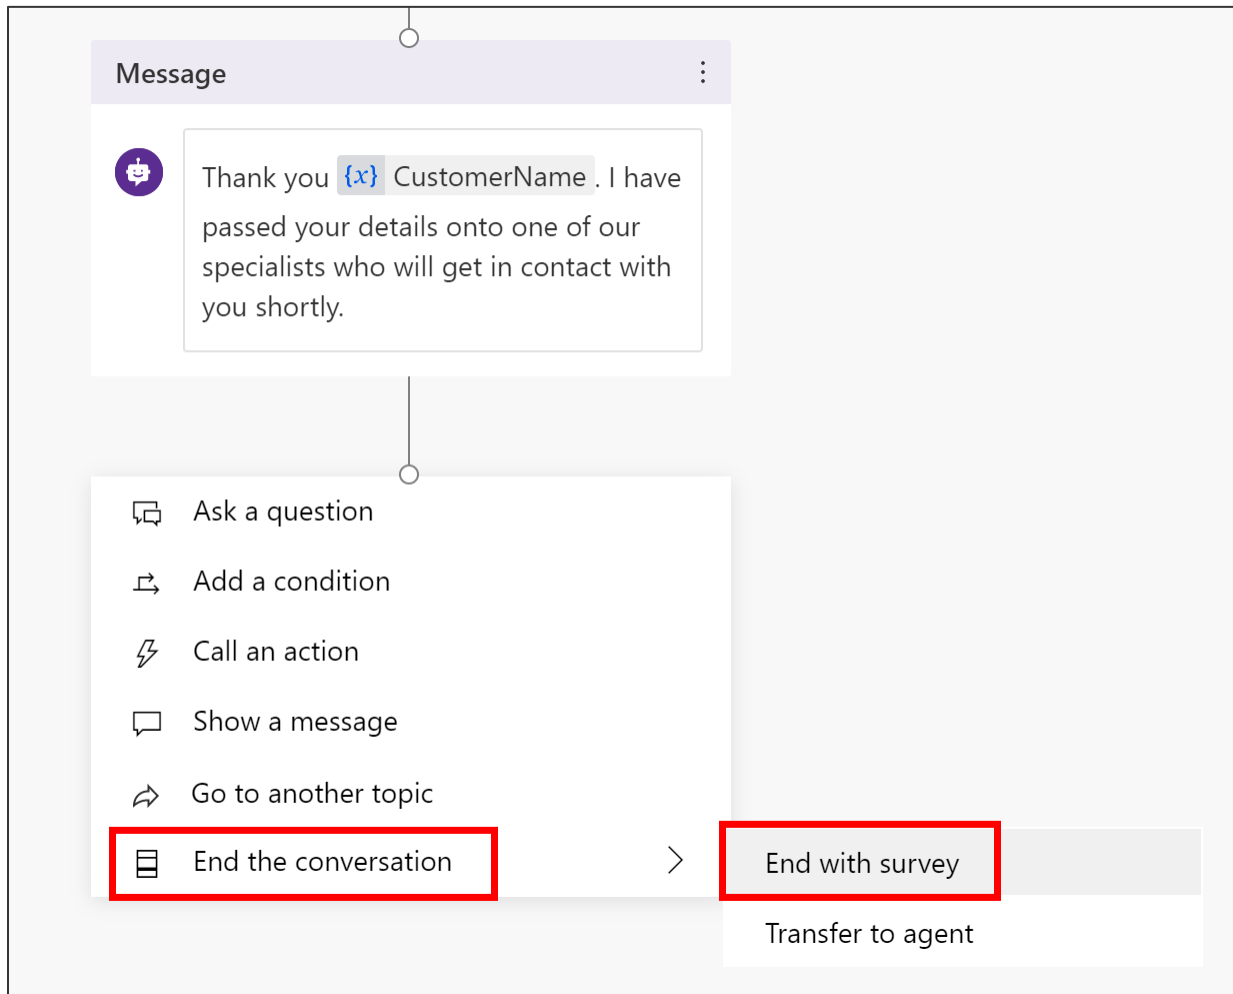 Message
Thank you {x} CustomerName . I have
passed your details onto one of our
specialists who will get in contact with
you shortly.
Ask a question
Add a condition
Call an action
Show a message
Go to another topic
End the conversation
End with survey
Transfer to agent